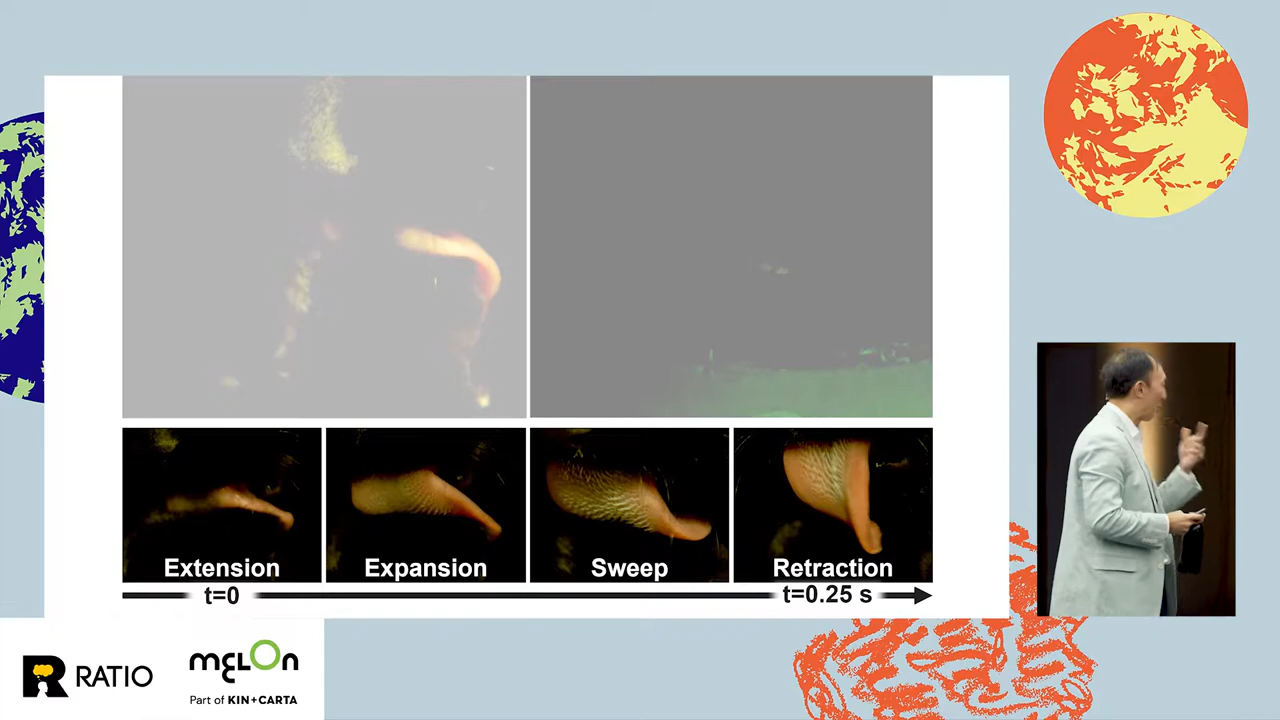 Extension
Expansion
Sweep
Retraction
t=0
t=0.25 s
RATIO
melon
Part of KIN+CARTA